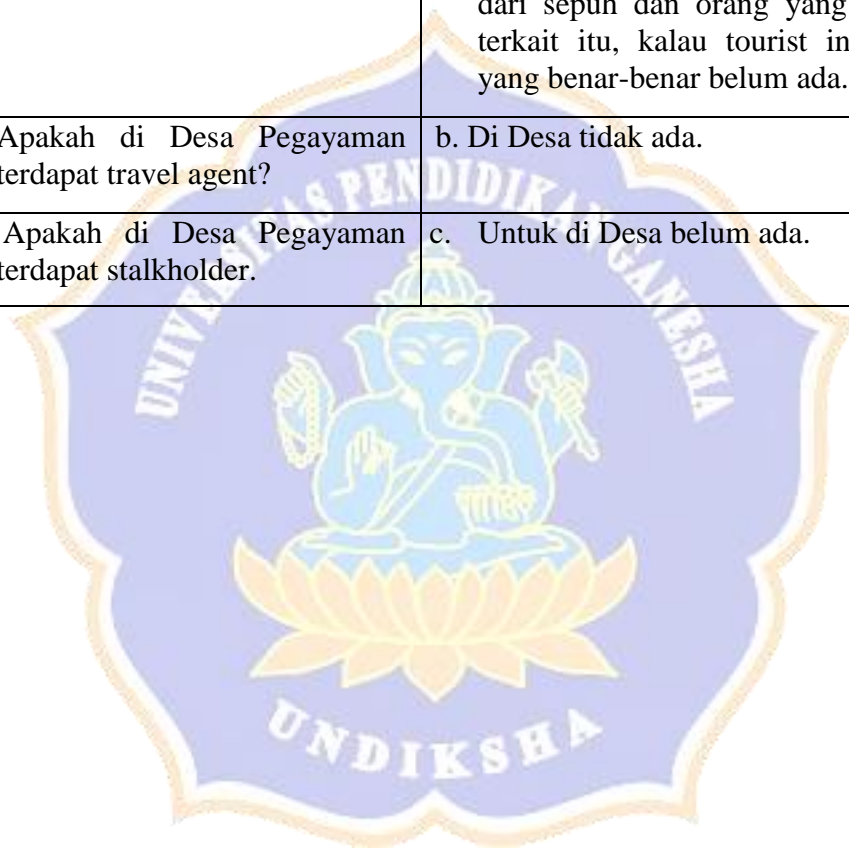 dari sepuh dan orang yang
terkait itu, kalau tourist in
yang benar-benar belum ada.
Apakah di Desa Pegayaman
terdapat travel agent?
b. Di Desa tidak ada.
Apakah di Desa Pegayaman
terdapat stalkholder.
c. Untuk di Desa belum ada.
UNIVERSITAS PENDIDIKAN GANESHA
UNDIKSHA